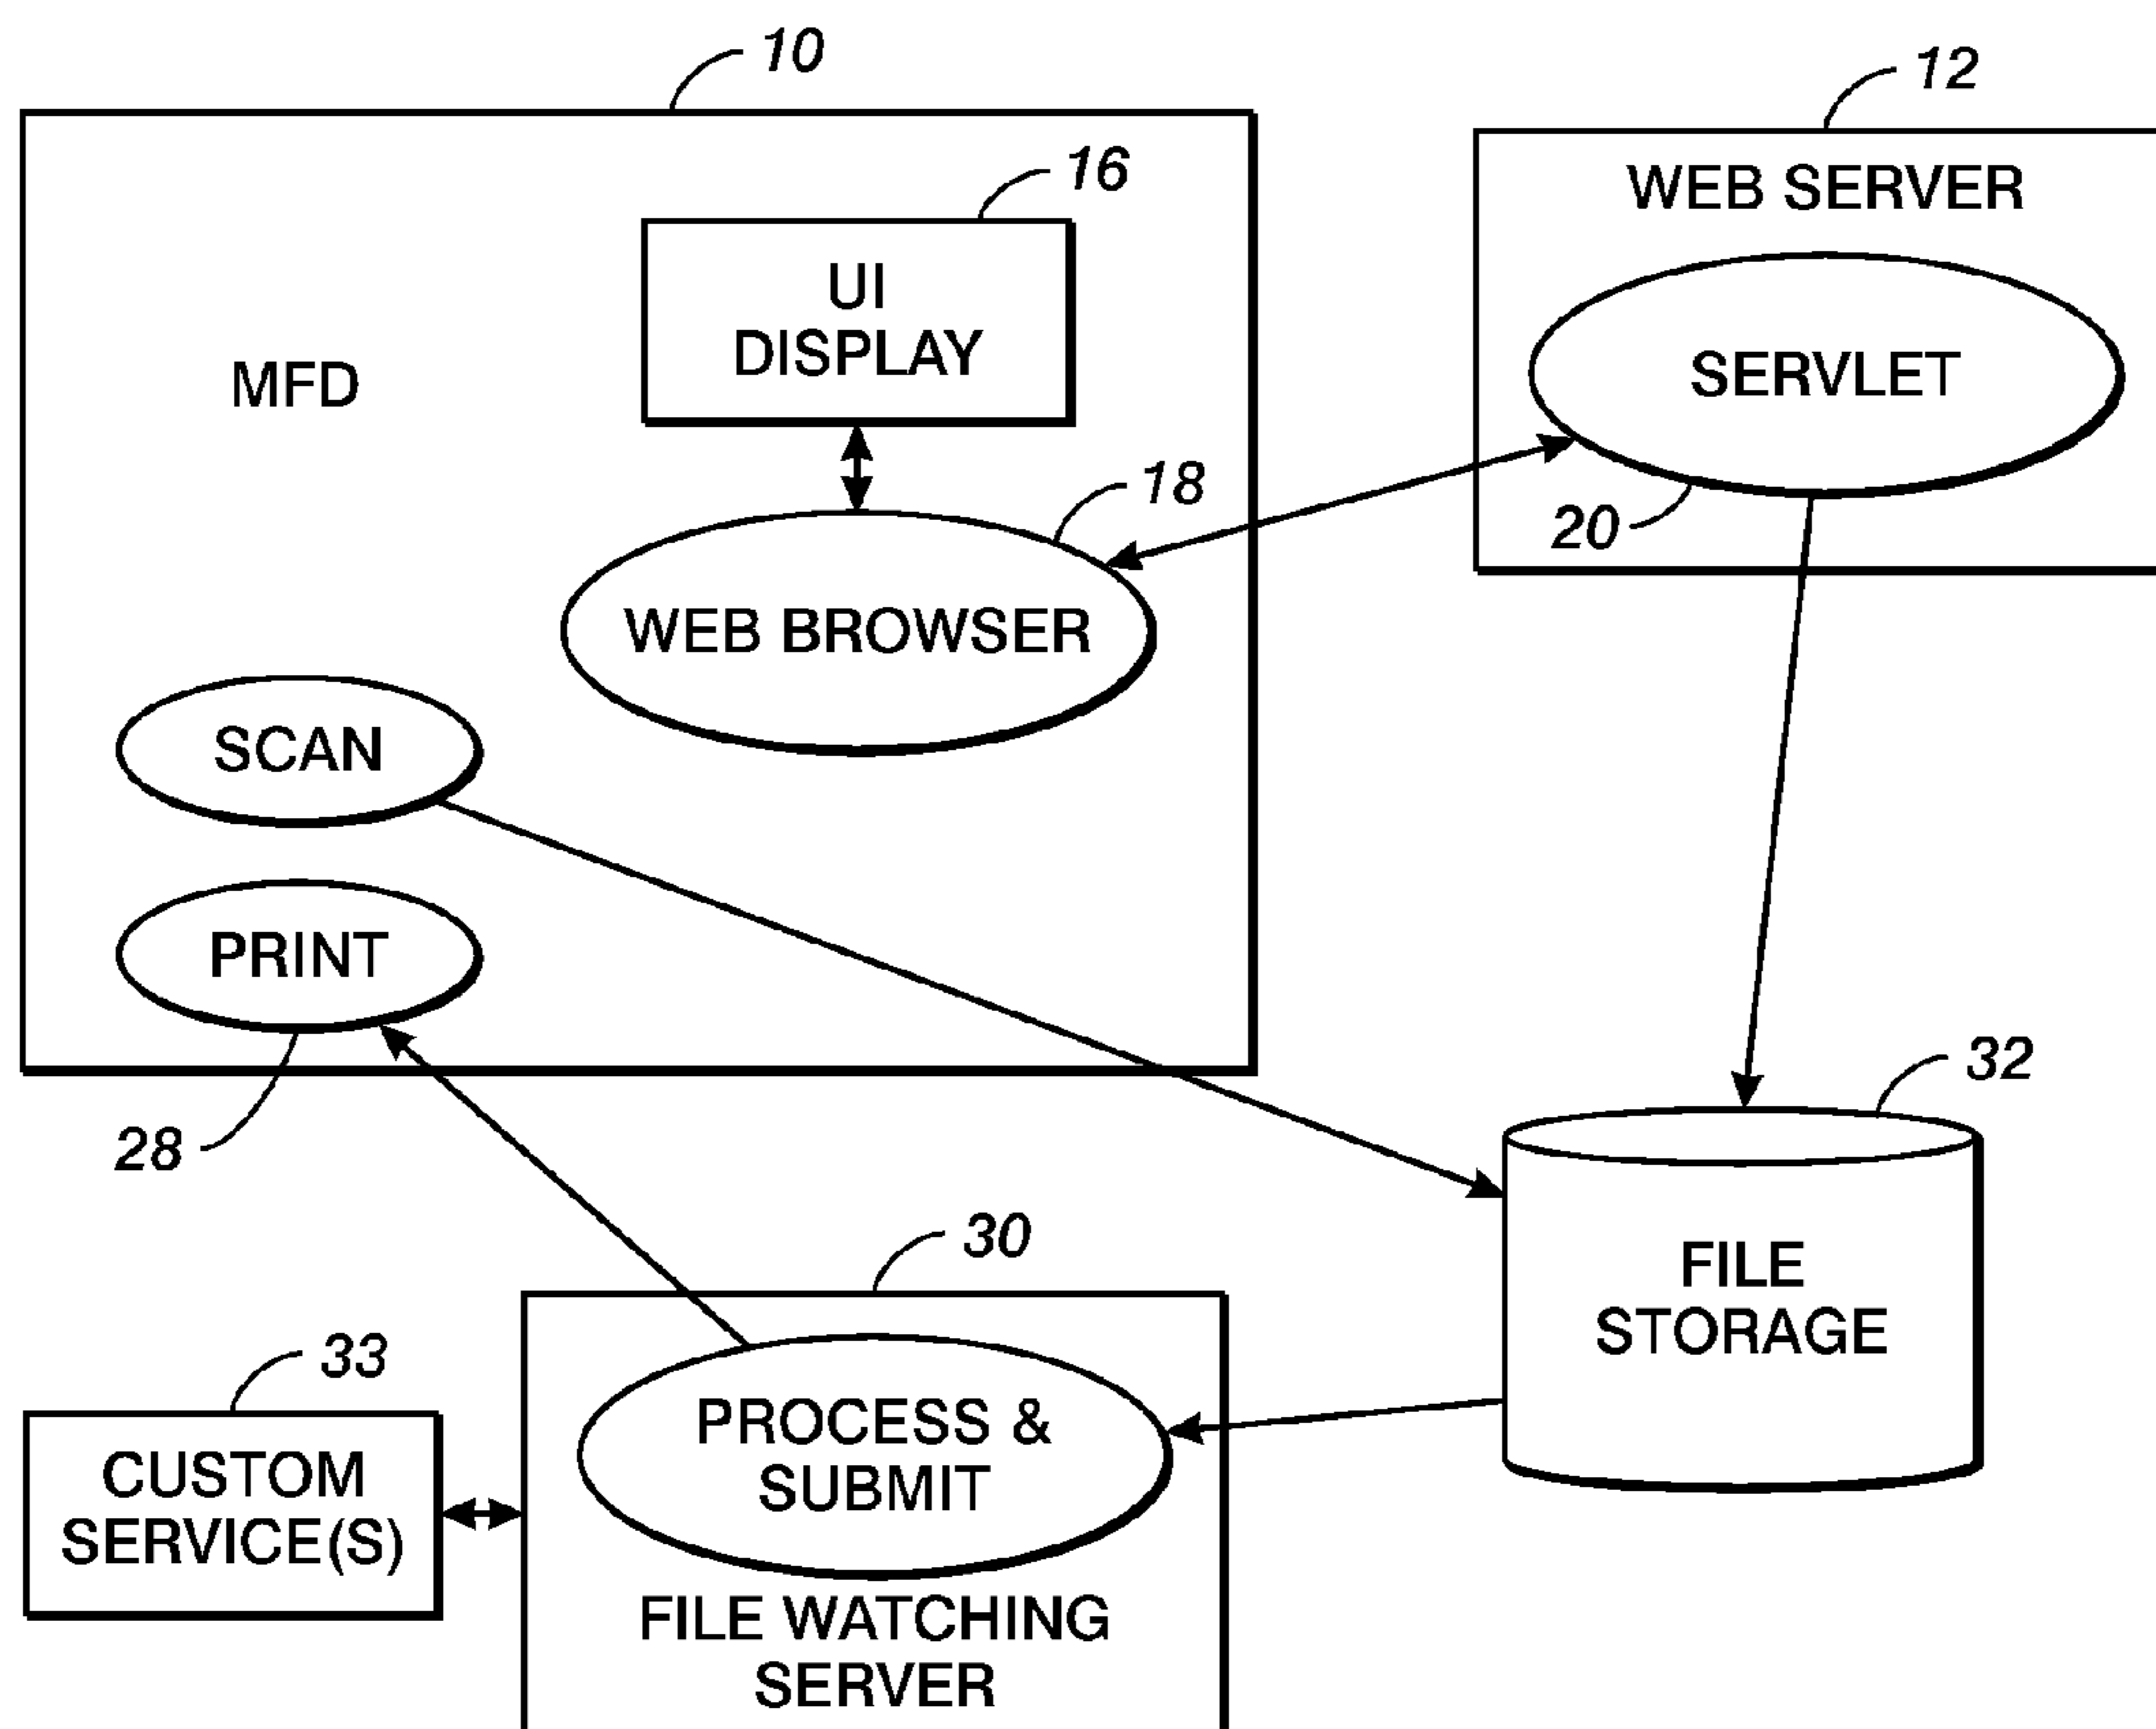 10
12
16
WEB SERVER
UI
DISPLAY
MFD
SERVLET
18
20
WEB BROWSER
SCAN
PRINT
28
32
30
FILE
STORAGE
33
PROCESS &
SUBMIT
CUSTOM
SERVICE(S)
FILE WATCHING
SERVER